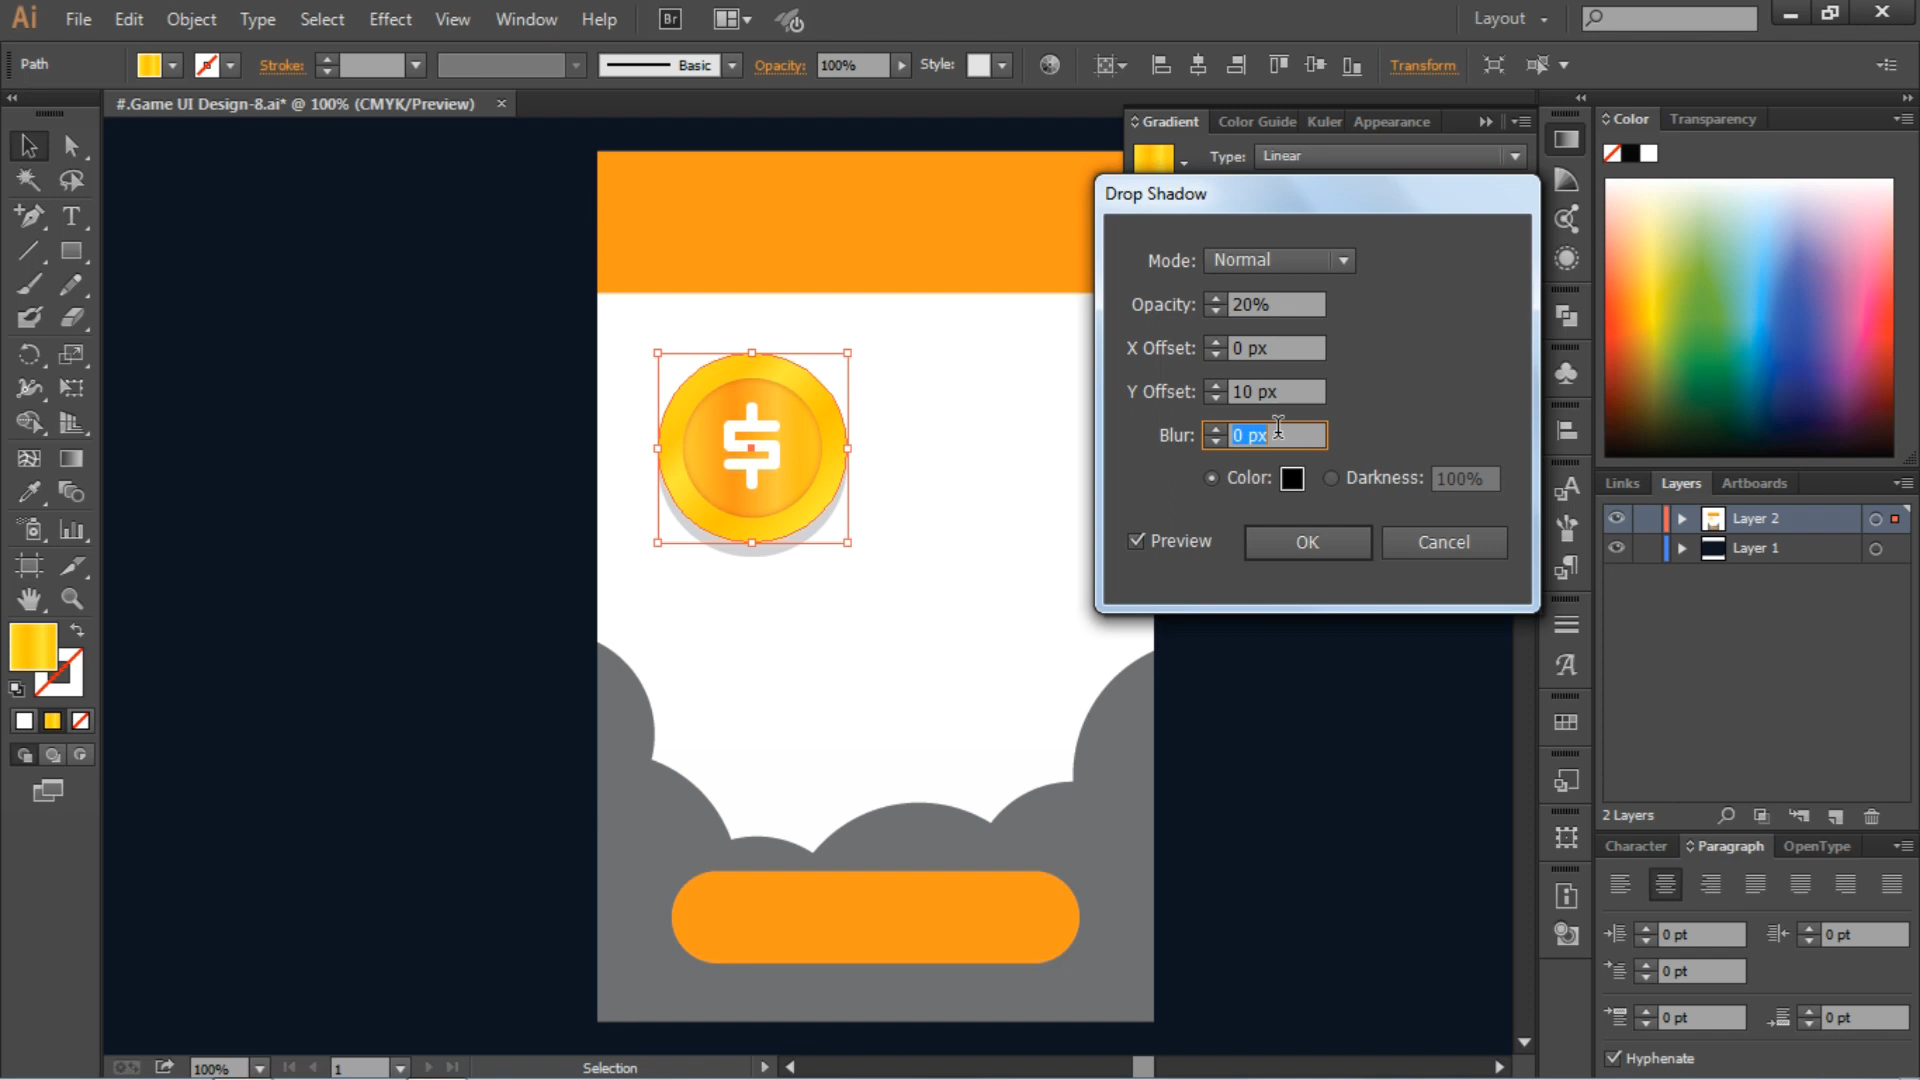 Ai File Edit Object Type Select Effect View Window Help Br Layout
Path Stroke: Basic Opacity: 100% Style: Transform
#.Game UI Design-8.ai* @ 100% (CMYK/Preview) ×
Gradient Color Guide Kuler Appearance
Type: Linear
Color Transparency
Drop Shadow
Mode: Normal
Opacity: 20%
X Offset: 0 px
Y Offset: 10 px
Blur: 0 px
Color: Darkness: 100%
Preview OK Cancel
Links Layers Artboards
Layer 2
Layer 1
2 Layers
Character Paragraph OpenType
0 pt 0 pt
0 pt
0 pt 0 pt
Hyphenate
100% 1 Selection